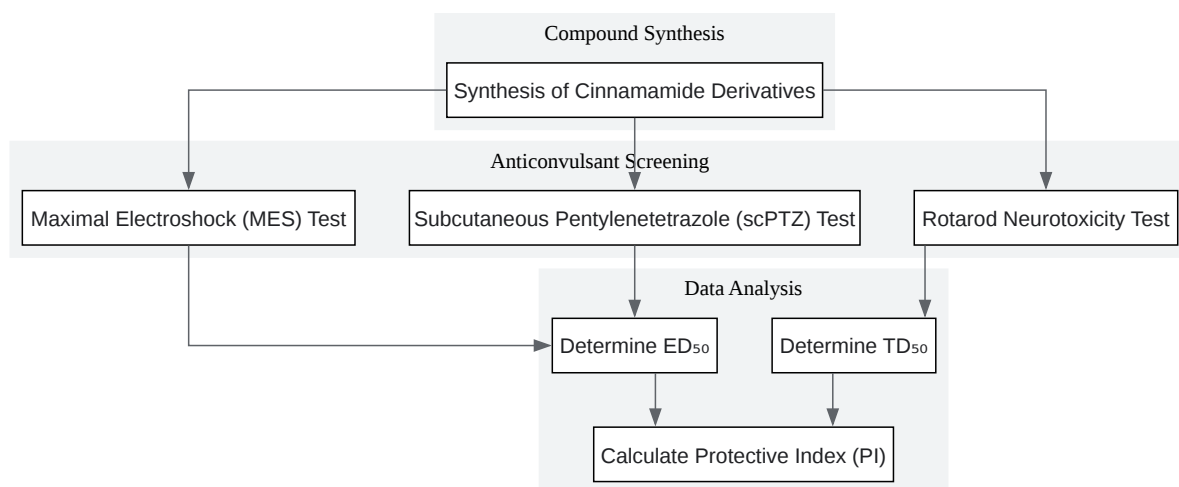 Compound Synthesis
Synthesis of Cinnamamide Derivatives
Anticonvulsant Screening
Maximal Electroshock (MES) Test
Subcutaneous Pentylenetetrazole (scPTZ) Test
Rotarod Neurotoxicity Test
Data Analysis
Determine ED₅₀
Determine TD₅₀
Calculate Protective Index (PI)